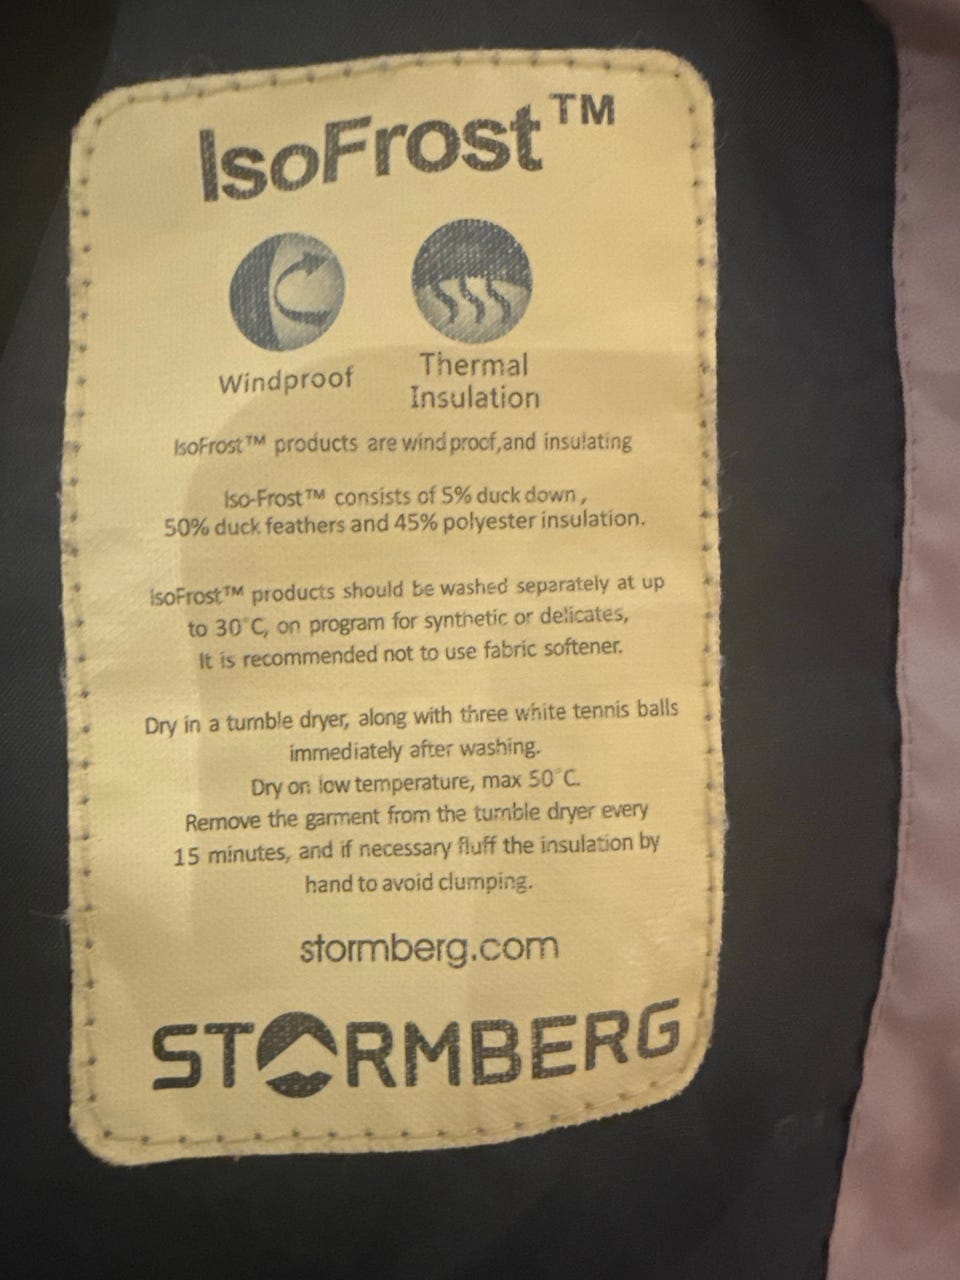 IsoFrost™
Windproof
Thermal
Insulation
IsoFrost™ products are windproof,and insulating
Iso-Frost™ consists of 5% duck down ,
50% duck feathers and 45% polyester insulation.
IsoFrost™ products should be washed separately at up
to 30°C, on program for synthetic or delicates,
It is recommended not to use fabric softener.
Dry in a tumble dryer, along with three white tennis balls
immediately after washing.
Dry on low temperature, max 50°C.
Remove the garment from the tumble dryer every
15 minutes, and if necessary fluff the insulation by
hand to avoid clumping.
stormberg.com
STORMBERG